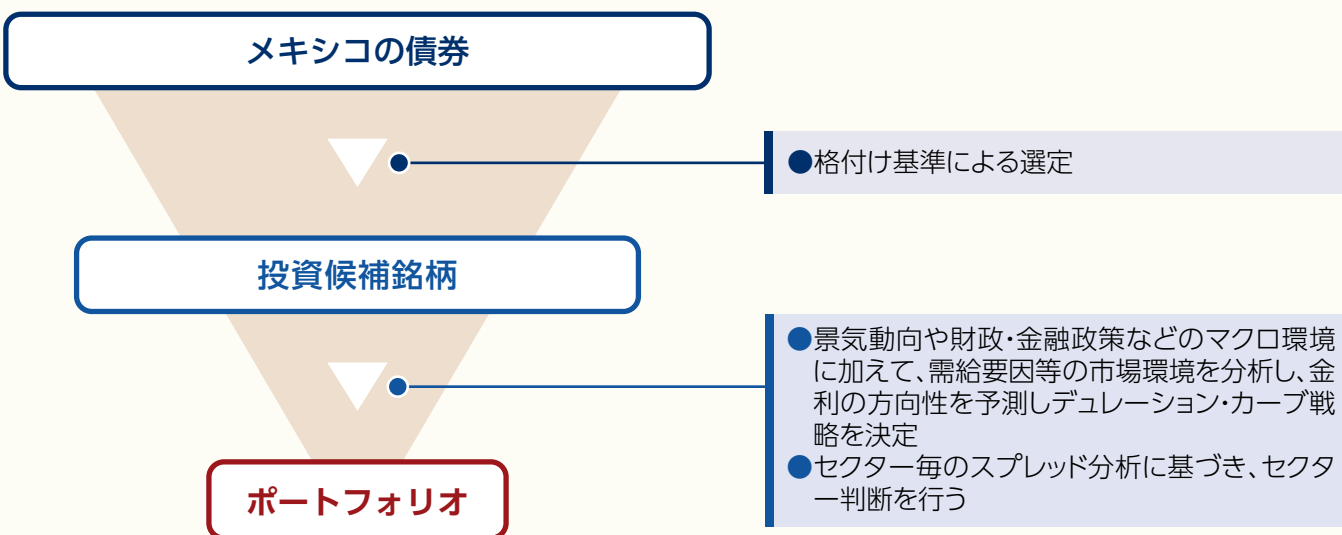 メキシコの債券
●格付け基準による選定
投資候補銘柄
●景気動向や財政・金融政策などのマクロ環境
に加えて、需給要因等の市場環境を分析し、金
利の方向性を予測しデュレーション・カーブ戦
略を決定
●セクター毎のスプレッド分析に基づき、セクタ
ー判断を行う
ポートフォリオ